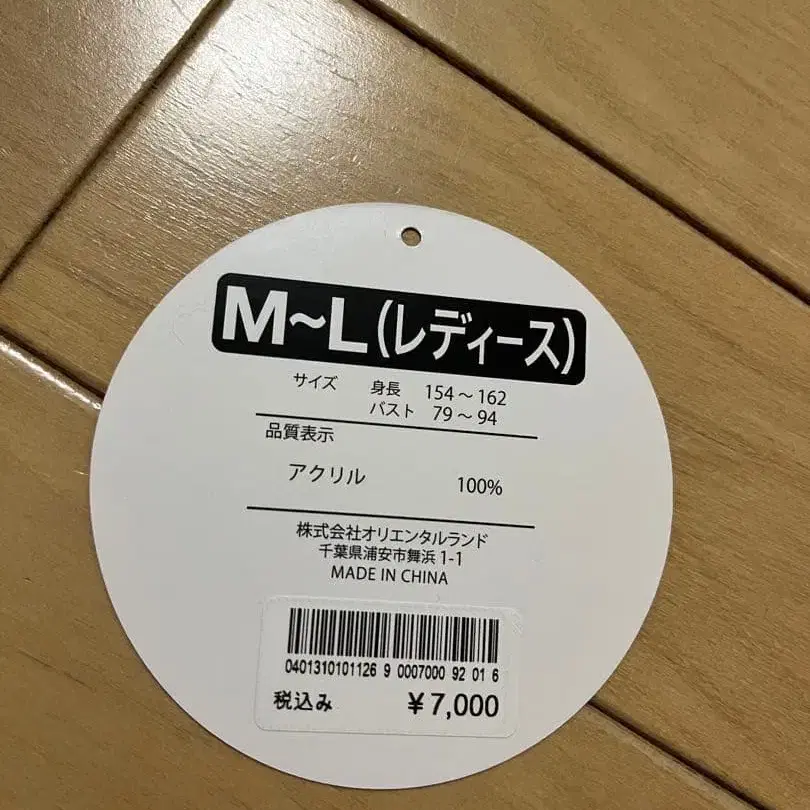 M~L(レディース)
サイズ 身長 154~162
バスト 79~94
品質表示
アクリル 100%
株式会社オリエンタルランド
千葉県浦安市舞浜1-1
MADE IN CHINA
0401310101126 9 0007000 92 01 6
税込み ¥7,000